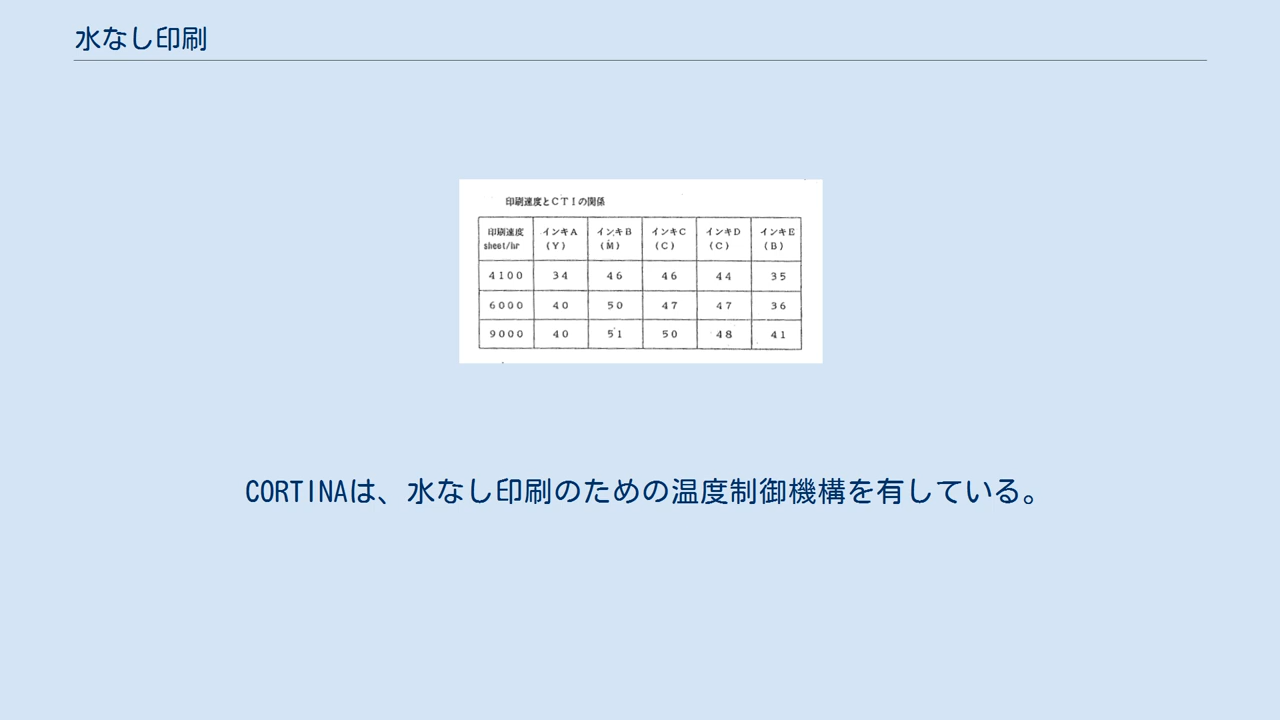 水なし印刷
印刷速度とCTIの関係
印刷速度 sheet/hr インキA (Y) インキB (M) インキC (C) インキD (C) インキE (B)
4100 34 46 46 44 35
6000 40 50 47 47 36
9000 40 51 50 48 41
CORTINAは、水なし印刷のための温度制御機構を有している。